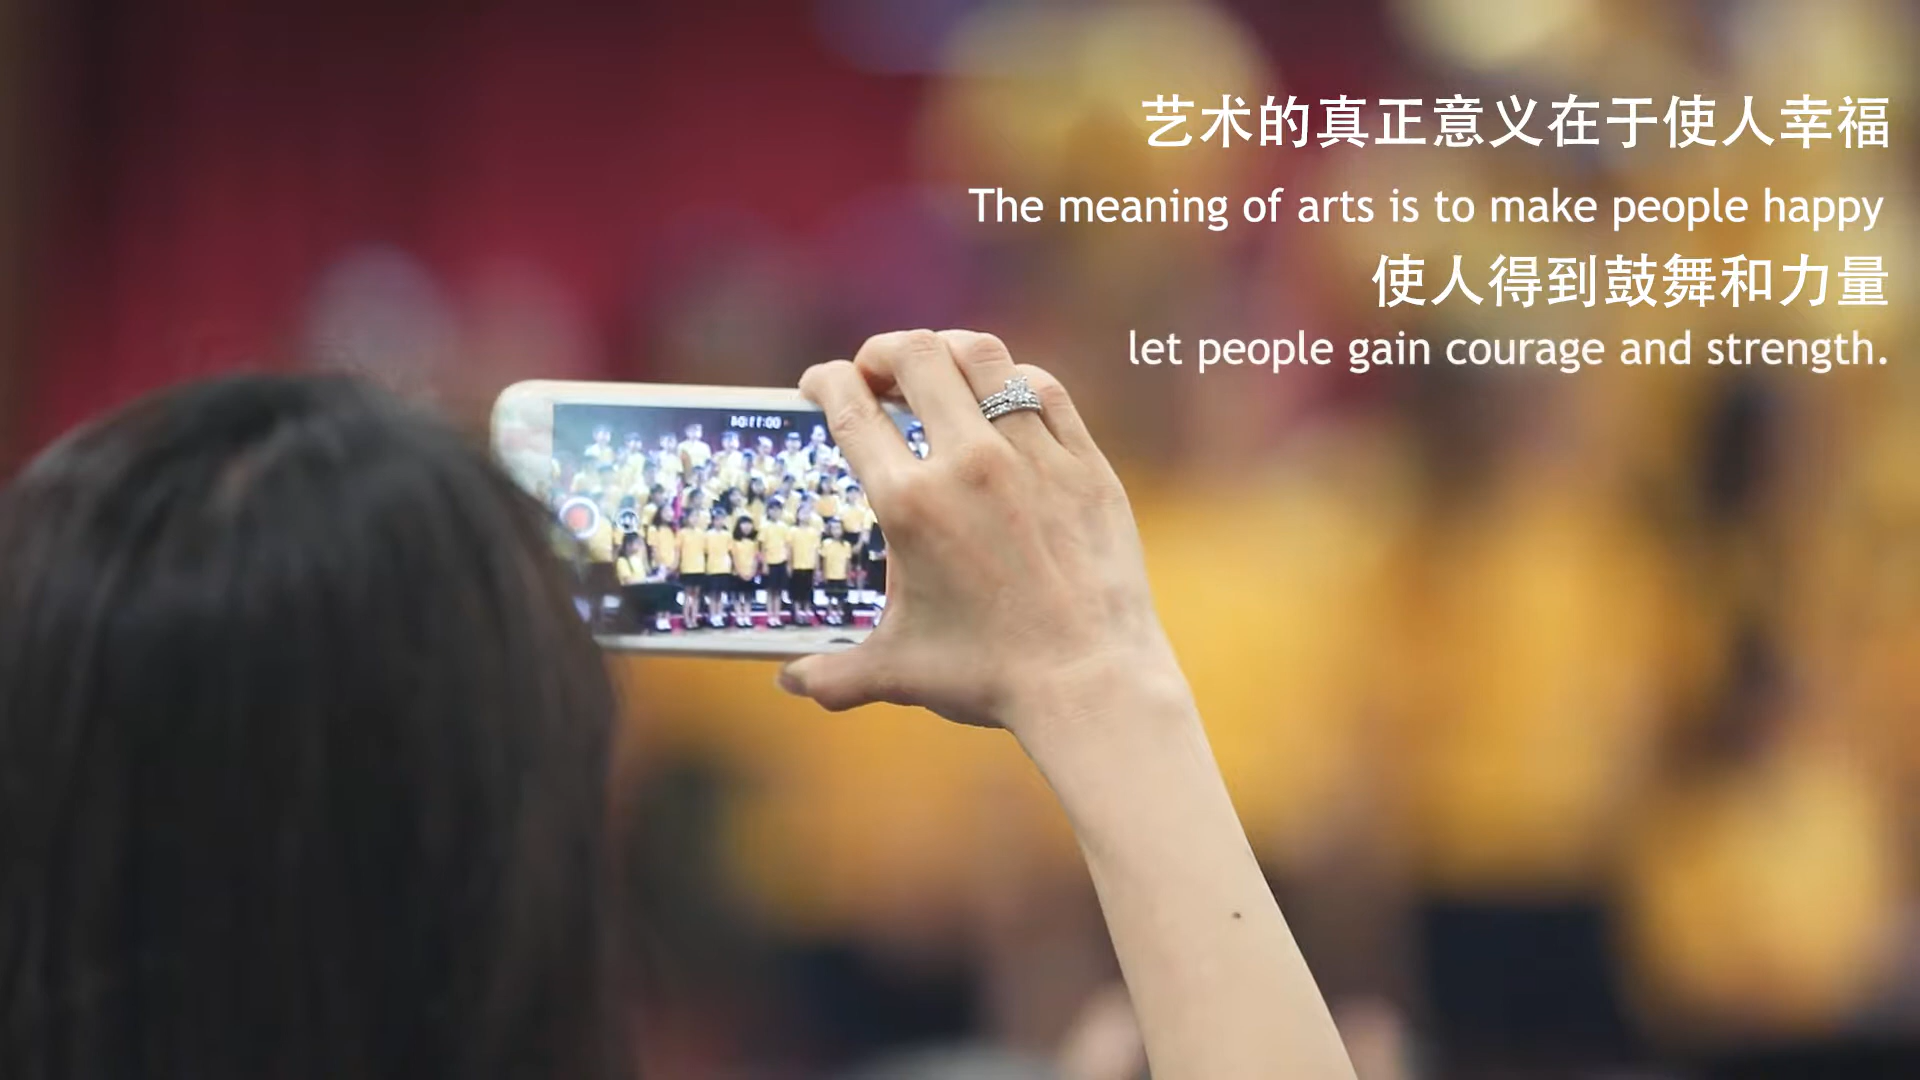 艺术的真正意义在于使人幸福
The meaning of arts is to make people happy
使人得到鼓舞和力量
let people gain courage and strength.